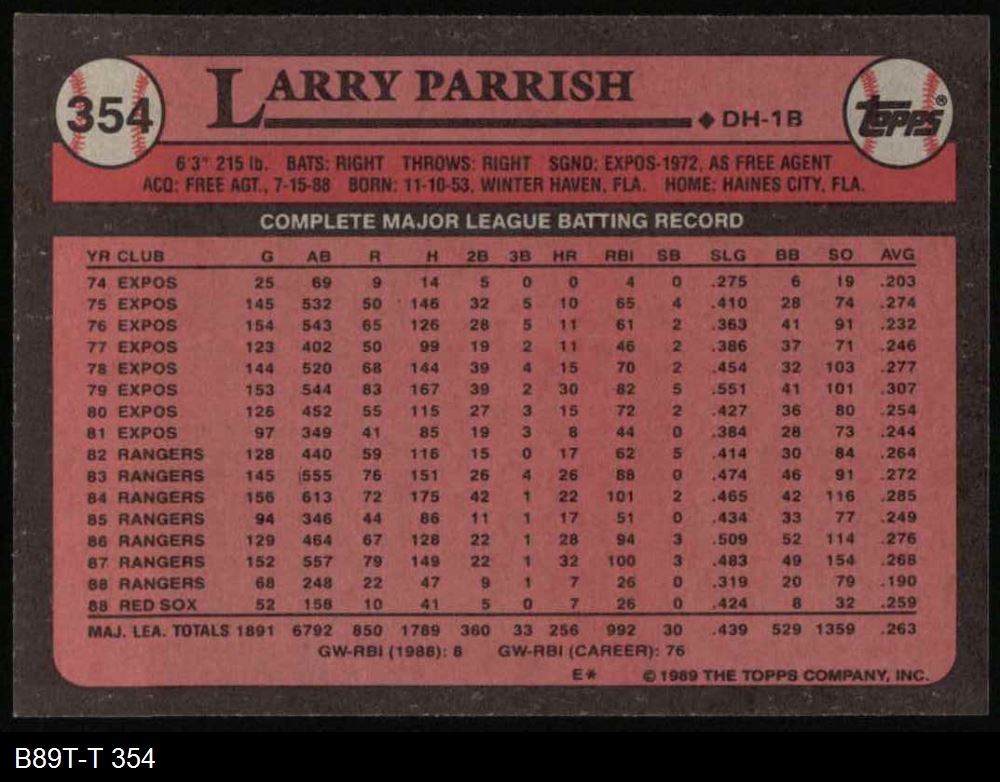 354
LARRY PARRISH
◆ DH-1B
TOPPS®
6'3" 215 lb. BATS: RIGHT THROWS: RIGHT SGND: EXPOS-1972, AS FREE AGENT
ACQ: FREE AGT., 7-15-88 BORN: 11-10-53, WINTER HAVEN, FLA. HOME: HAINES CITY, FLA.
COMPLETE MAJOR LEAGUE BATTING RECORD
YR CLUB G AB R H 2B 3B HR RBI SB SLG BB SO AVG
74 EXPOS 25 69 9 14 5 0 0 4 0 .275 6 19 .203
75 EXPOS 145 532 50 146 32 5 10 65 4 .410 28 74 .274
76 EXPOS 154 543 65 126 28 5 11 61 2 .363 41 91 .232
77 EXPOS 123 402 50 99 19 2 11 46 2 .386 37 71 .246
78 EXPOS 144 520 68 144 39 4 15 70 2 .454 32 103 .277
79 EXPOS 153 544 83 167 39 2 30 82 5 .551 41 101 .307
80 EXPOS 126 452 55 115 27 3 15 72 2 .427 36 80 .254
81 EXPOS 97 349 41 85 19 3 8 44 0 .384 28 73 .244
82 RANGERS 128 440 59 116 15 0 17 62 5 .414 30 84 .264
83 RANGERS 145 555 76 151 26 4 26 88 0 .474 46 91 .272
84 RANGERS 156 613 72 175 42 1 22 101 2 .465 42 116 .285
85 RANGERS 94 346 44 86 11 1 17 51 0 .434 33 77 .249
86 RANGERS 129 464 67 128 22 1 28 94 3 .509 52 114 .276
87 RANGERS 152 557 79 149 22 1 32 100 3 .483 49 154 .268
88 RANGERS 68 248 22 47 9 1 7 26 0 .319 20 79 .190
88 RED SOX 52 158 10 41 5 0 7 26 0 .424 8 32 .259
MAJ. LEA. TOTALS 1891 6792 850 1789 360 33 256 992 30 .439 529 1359 .263
GW-RBI (1988): 8 GW-RBI (CAREER): 76
E* © 1989 THE TOPPS COMPANY, INC.
B89T-T 354